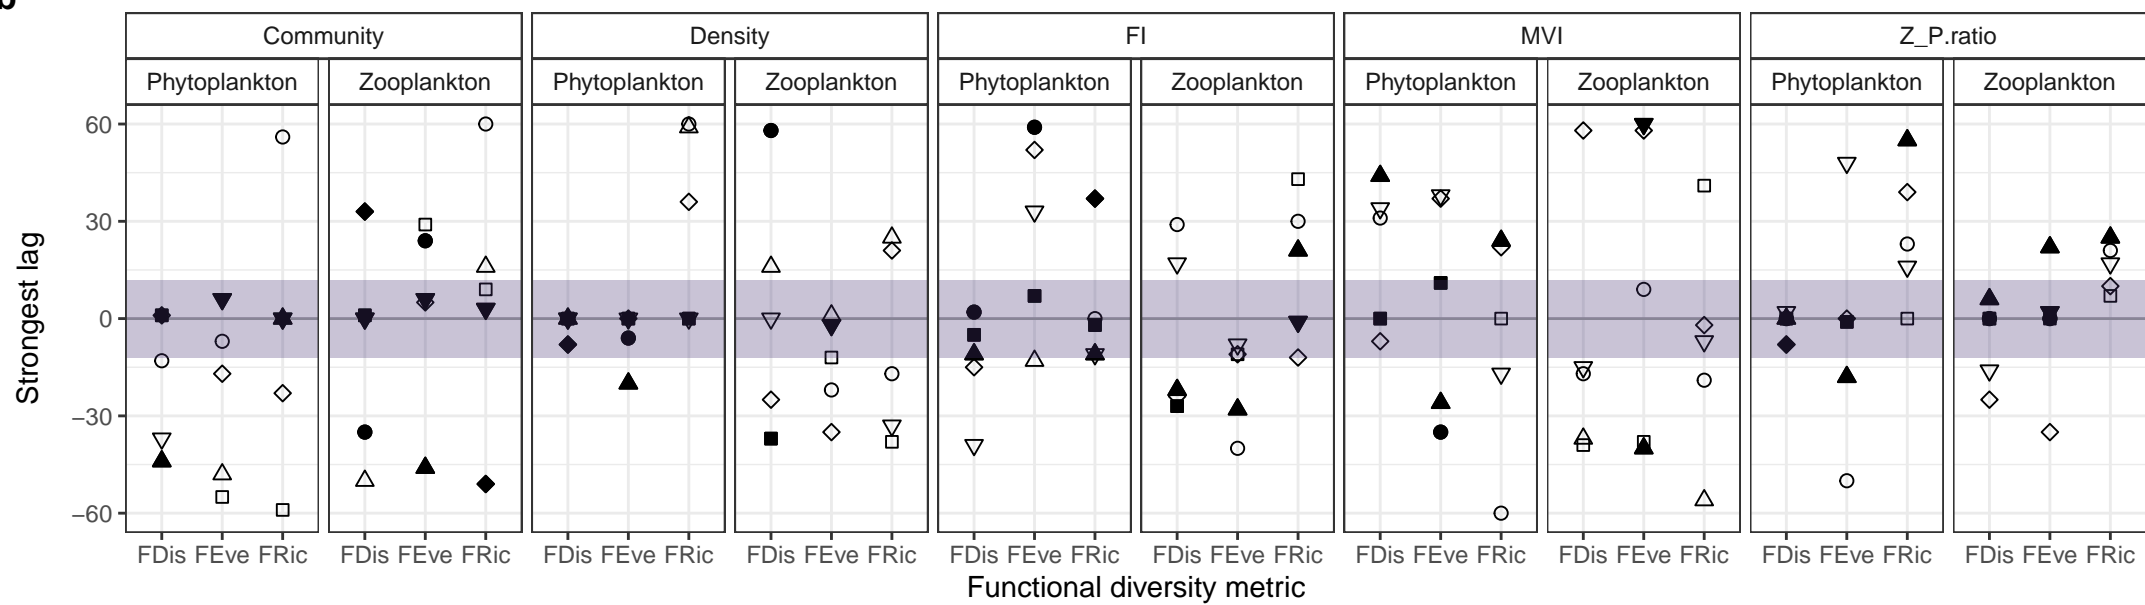 b
Community Density FI MVI Z_P.ratio
Phytoplankton Zooplankton Phytoplankton Zooplankton Phytoplankton Zooplankton Phytoplankton Zooplankton Phytoplankton Zooplankton
60
30
0
−30
−60
Strongest lag
FDis FEve FRic FDis FEve FRic FDis FEve FRic FDis FEve FRic FDis FEve FRic FDis FEve FRic FDis FEve FRic FDis FEve FRic FDis FEve FRic FDis FEve FRic
Functional diversity metric